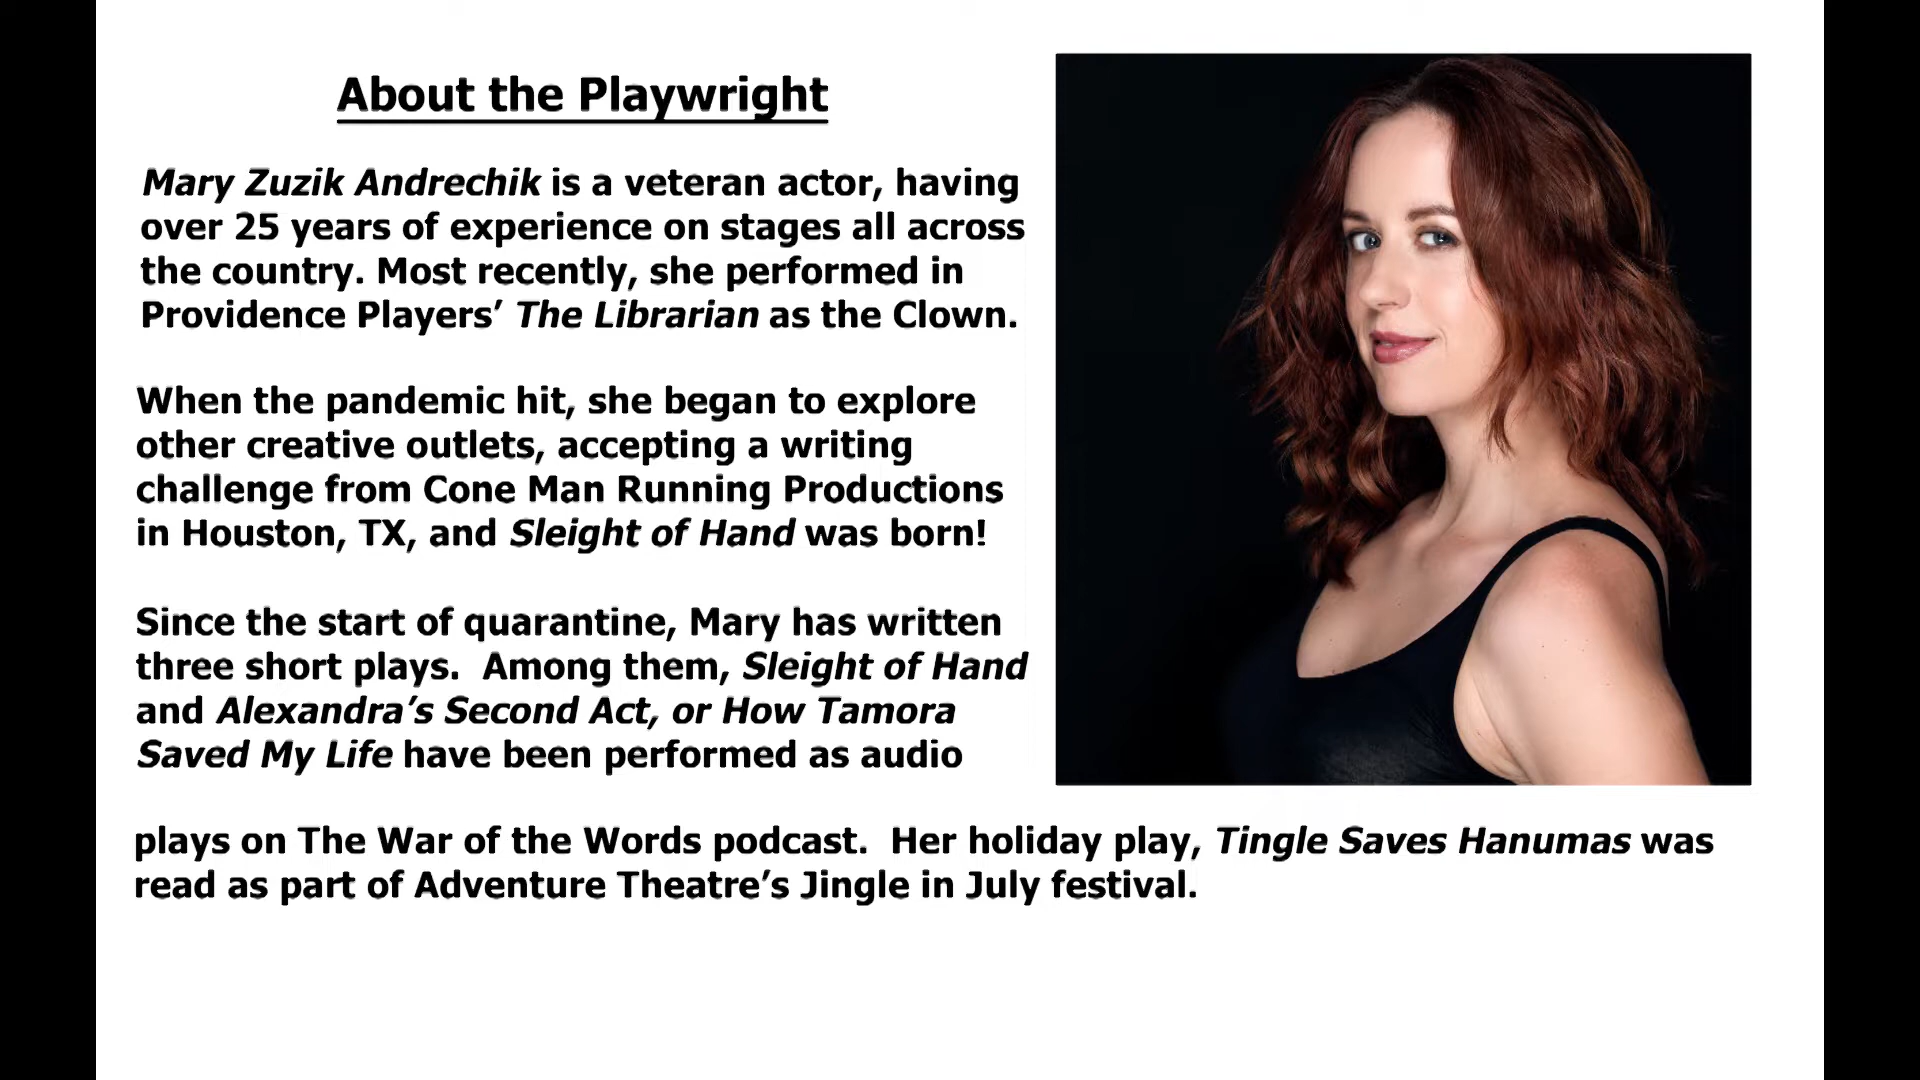 About the Playwright
Mary Zuzik Andrechik is a veteran actor, having
over 25 years of experience on stages all across
the country. Most recently, she performed in
Providence Players’ The Librarian as the Clown.
When the pandemic hit, she began to explore
other creative outlets, accepting a writing
challenge from Cone Man Running Productions
in Houston, TX, and Sleight of Hand was born!
Since the start of quarantine, Mary has written
three short plays.  Among them, Sleight of Hand
and Alexandra’s Second Act, or How Tamora
Saved My Life have been performed as audio
plays on The War of the Words podcast.  Her holiday play, Tingle Saves Hanumas was
read as part of Adventure Theatre’s Jingle in July festival.